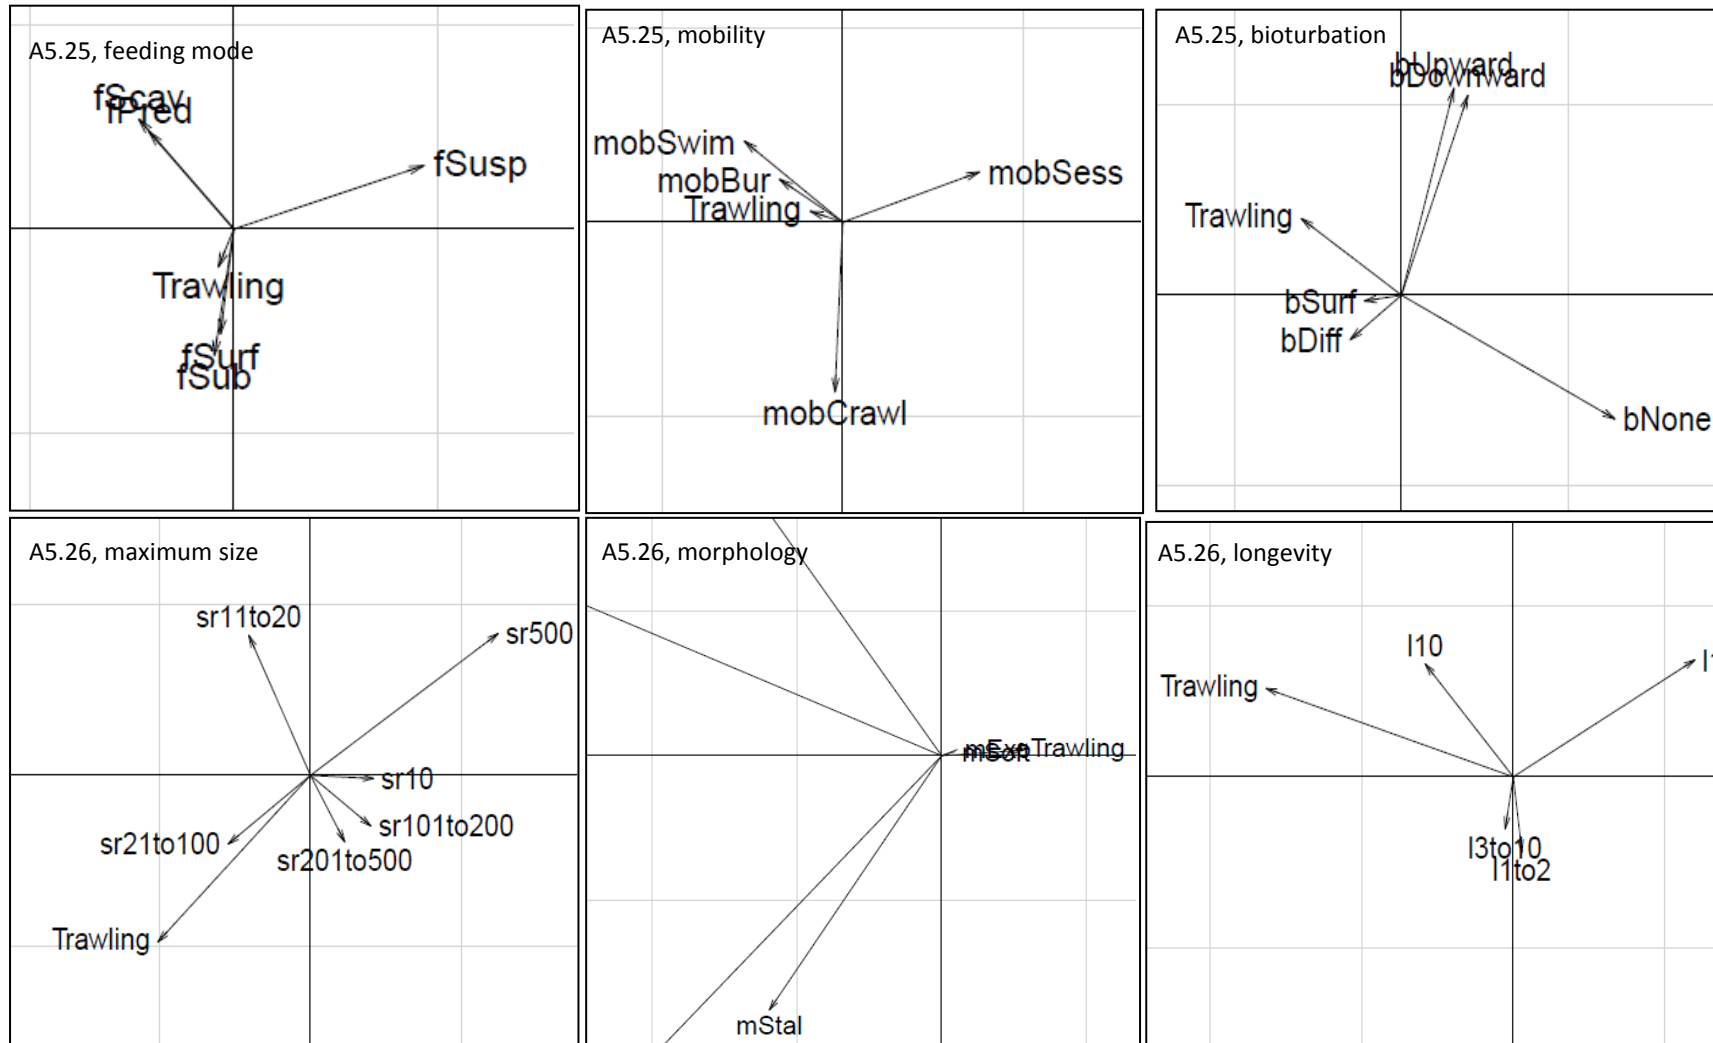 A5.25, feeding mode
fScav
fPred
fSusp
Trawling
fSurf
fSub
A5.25, mobility
mobSwim
mobBur
Trawling
mobSess
mobCrawl
A5.25, bioturbation
bUpward
bDownward
Trawling
bSurf
bDiff
bNone
A5.26, maximum size
sr11to20
sr500
sr10
sr101to200
sr21to100
sr201to500
Trawling
A5.26, morphology
mSoft
Trawling
mStal
A5.26, longevity
l10
Trawling
l3to10
l1to2